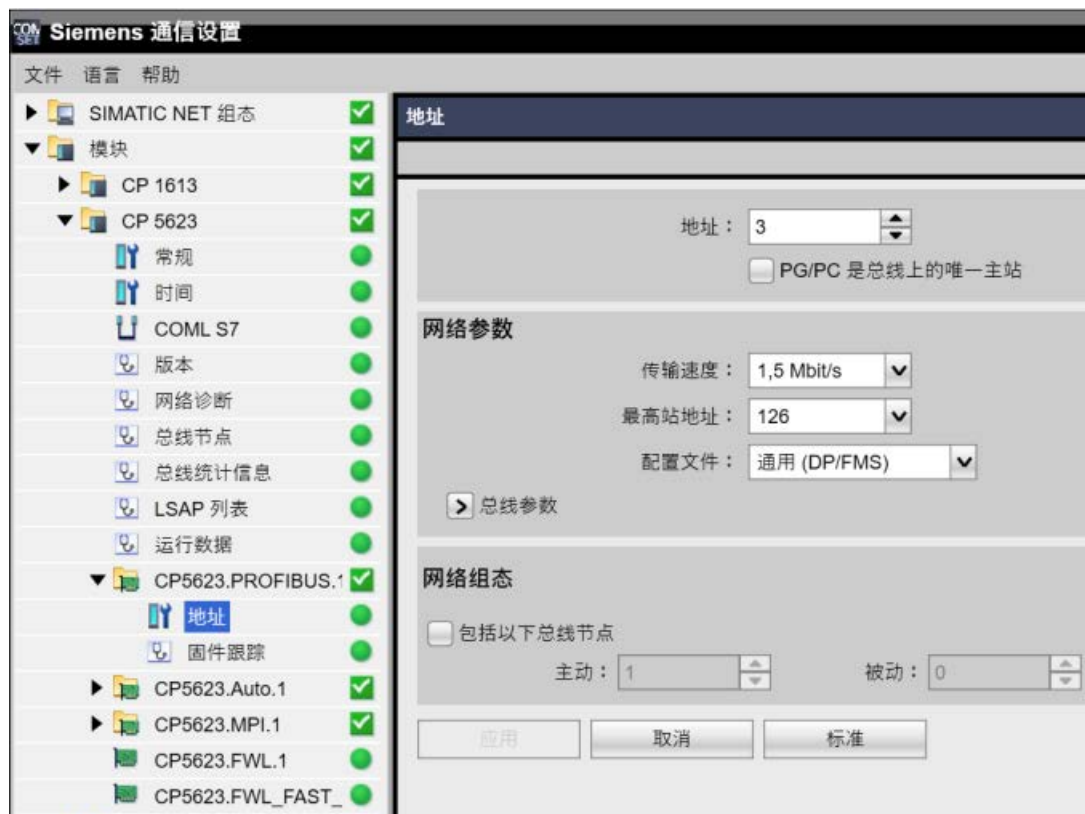 Siemens 通信设置
文件 语言 帮助
SIMATIC NET 组态
模块
CP 1613
CP 5623
常规
时间
COML S7
版本
网络诊断
总线节点
总线统计信息
LSAP 列表
运行数据
CP5623.PROFIBUS.1
地址
固件跟踪
CP5623.Auto.1
CP5623.MPI.1
CP5623.FWL.1
CP5623.FWL_FAST_
地址
地址： 3
PG/PC 是总线上的唯一主站
网络参数
传输速度： 1,5 Mbit/s
最高站地址： 126
配置文件： 通用 (DP/FMS)
总线参数
网络组态
包括以下总线节点
主动： 1 被动： 0
应用 取消 标准